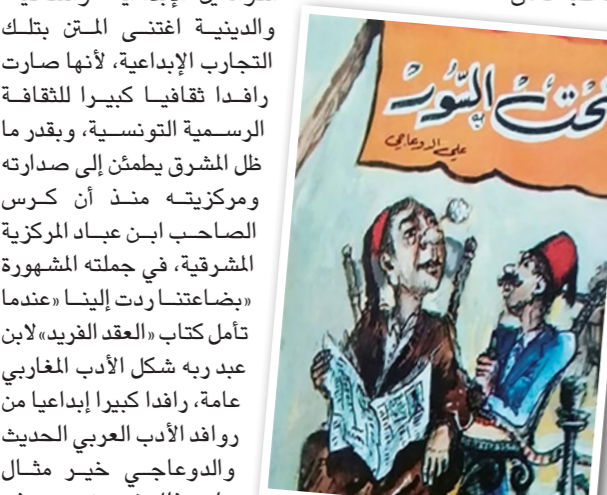 والدينية اغتنى المتن بتلك
التجارب الإبداعية، لأنها صارت
رافدا ثقافيا كبيرا للثقافة
الرسمية التونسية، وبقدر ما
ظل المشرق يطمئن إلى صدارته
ومركزيته منذ أن كرس
الصاحب ابن عباد المركزية
المشرقية، في جملته المشهورة
«بضاعتنا ردت إلينا «عندما
تأمل كتاب «العقد الفريد» لابن
عبد ربه شكل الأدب المغاربي
عامة، رافدا كبيرا إبداعيا من
روافد الأدب العربي الحديث
والدوعاجي خير مثال
تحت السّورْ
علي الدوعاجي